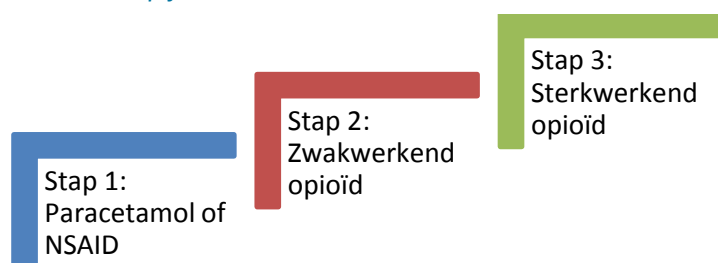 Stap 1:
Paracetamol of
NSAID
Stap 2:
Zwakwerkend
opioïd
Stap 3:
Sterkwerkend
opioïd